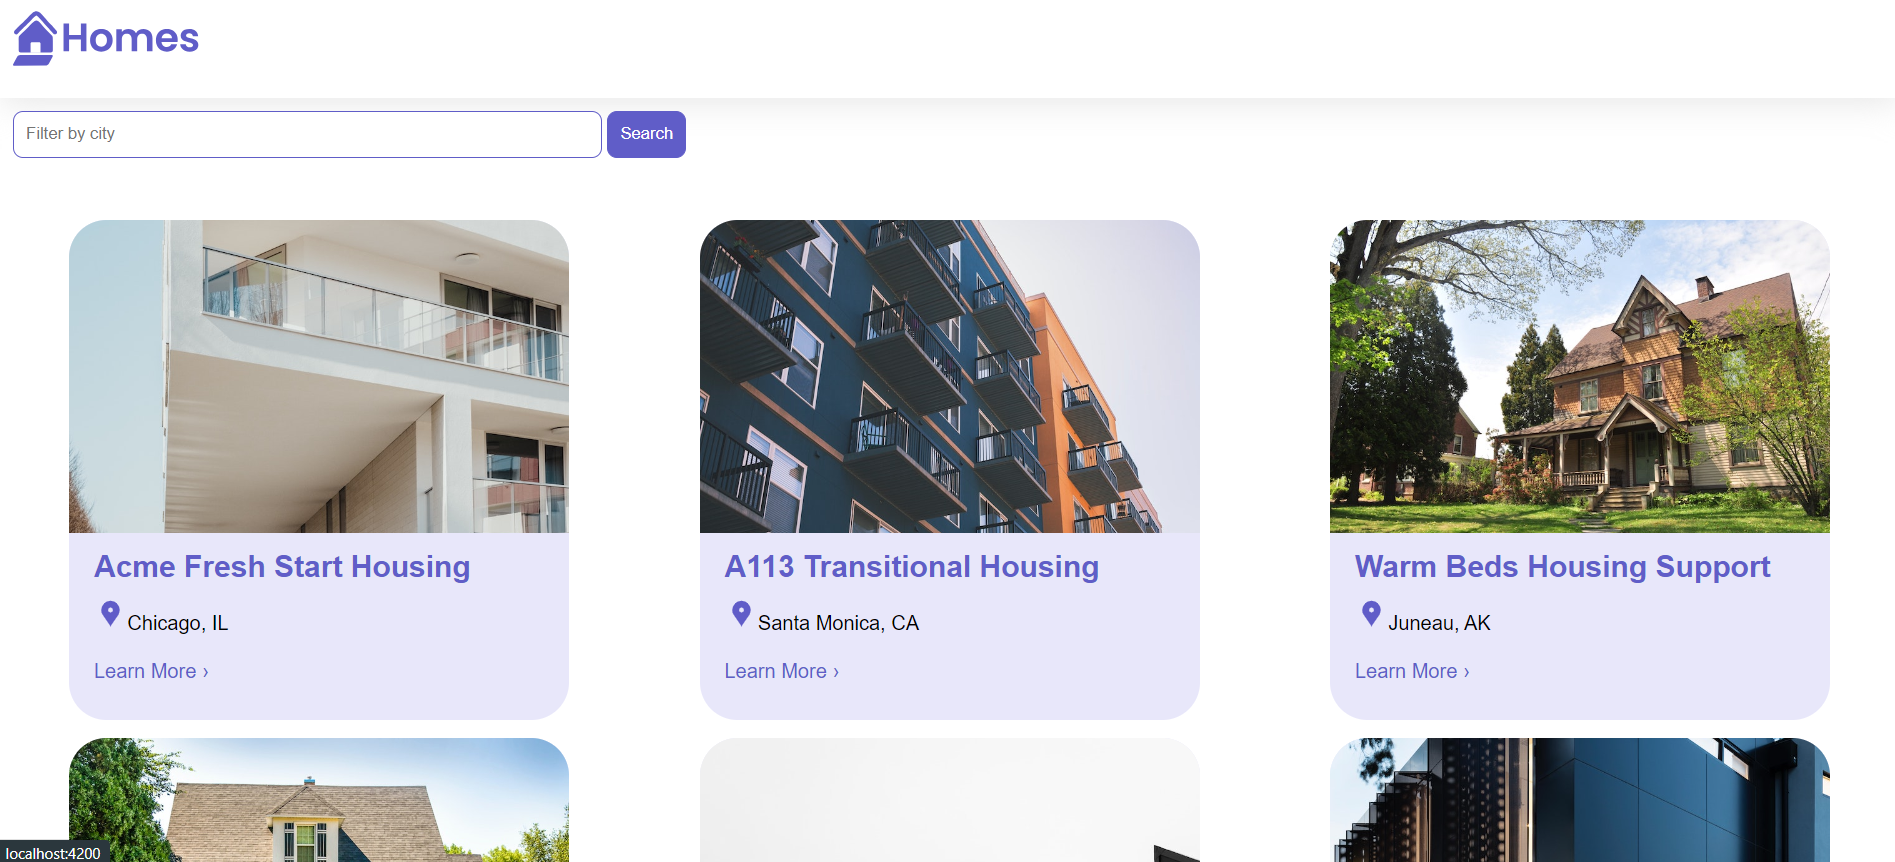 Homes
Filter by city
Search
Acme Fresh Start Housing
Chicago, IL
Learn More ›
A113 Transitional Housing
Santa Monica, CA
Learn More ›
Warm Beds Housing Support
Juneau, AK
Learn More ›
localhost:4200